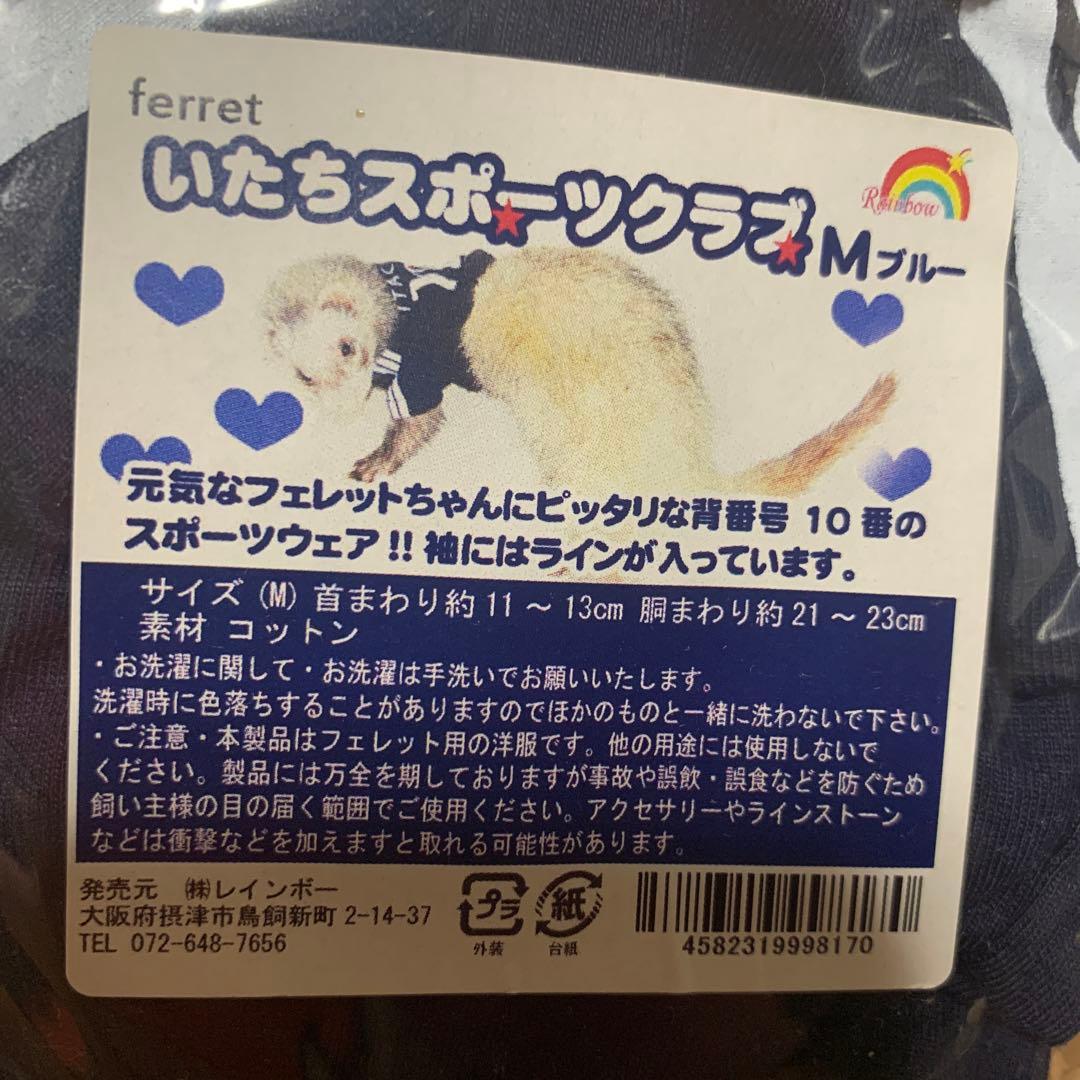 ferret
いたちスポーツクラブ Mブルー
Rainbow
元気なフェレットちゃんにピッタリな背番号 10 番の
スポーツウェア!! 袖にはラインが入っています。
サイズ (M) 首まわり約 11 ～ 13cm 胴まわり約 21 ～ 23cm
素材 コットン
・お洗濯に関して・お洗濯は手洗いでお願いいたします。
洗濯時に色落ちすることがありますのでほかのものと一緒に洗わないで下さい。
・ご注意・本製品はフェレット用の洋服です。他の用途には使用しないで
ください。製品には万全を期しておりますが事故や誤飲・誤食などを防ぐため
飼い主様の目の届く範囲でご使用ください。アクセサリーやラインストーン
などは衝撃などを加えますと取れる可能性があります。
発売元 ㈱レインボー
大阪府摂津市鳥飼新町 2-14-37
TEL 072-648-7656
プラ
外装
紙
台紙
4582319998170